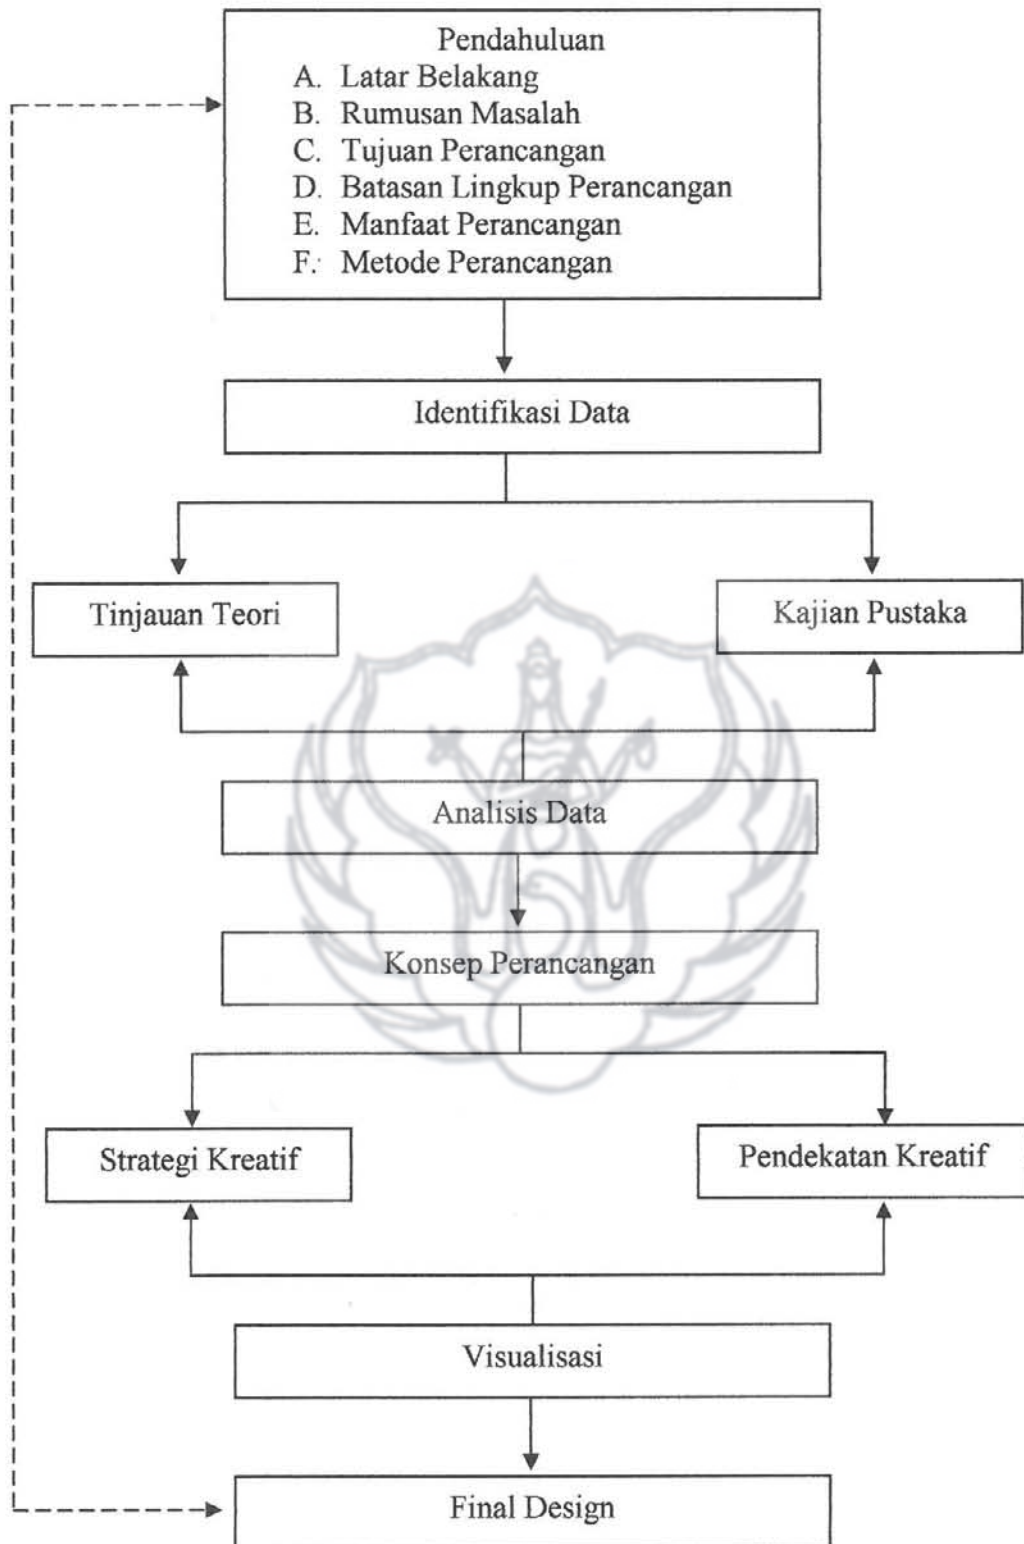 Pendahuluan
A. Latar Belakang
B. Rumusan Masalah
C. Tujuan Perancangan
D. Batasan Lingkup Perancangan
E. Manfaat Perancangan
F. Metode Perancangan
Identifikasi Data
Tinjauan Teori
Kajian Pustaka
Analisis Data
Konsep Perancangan
Strategi Kreatif
Pendekatan Kreatif
Visualisasi
Final Design